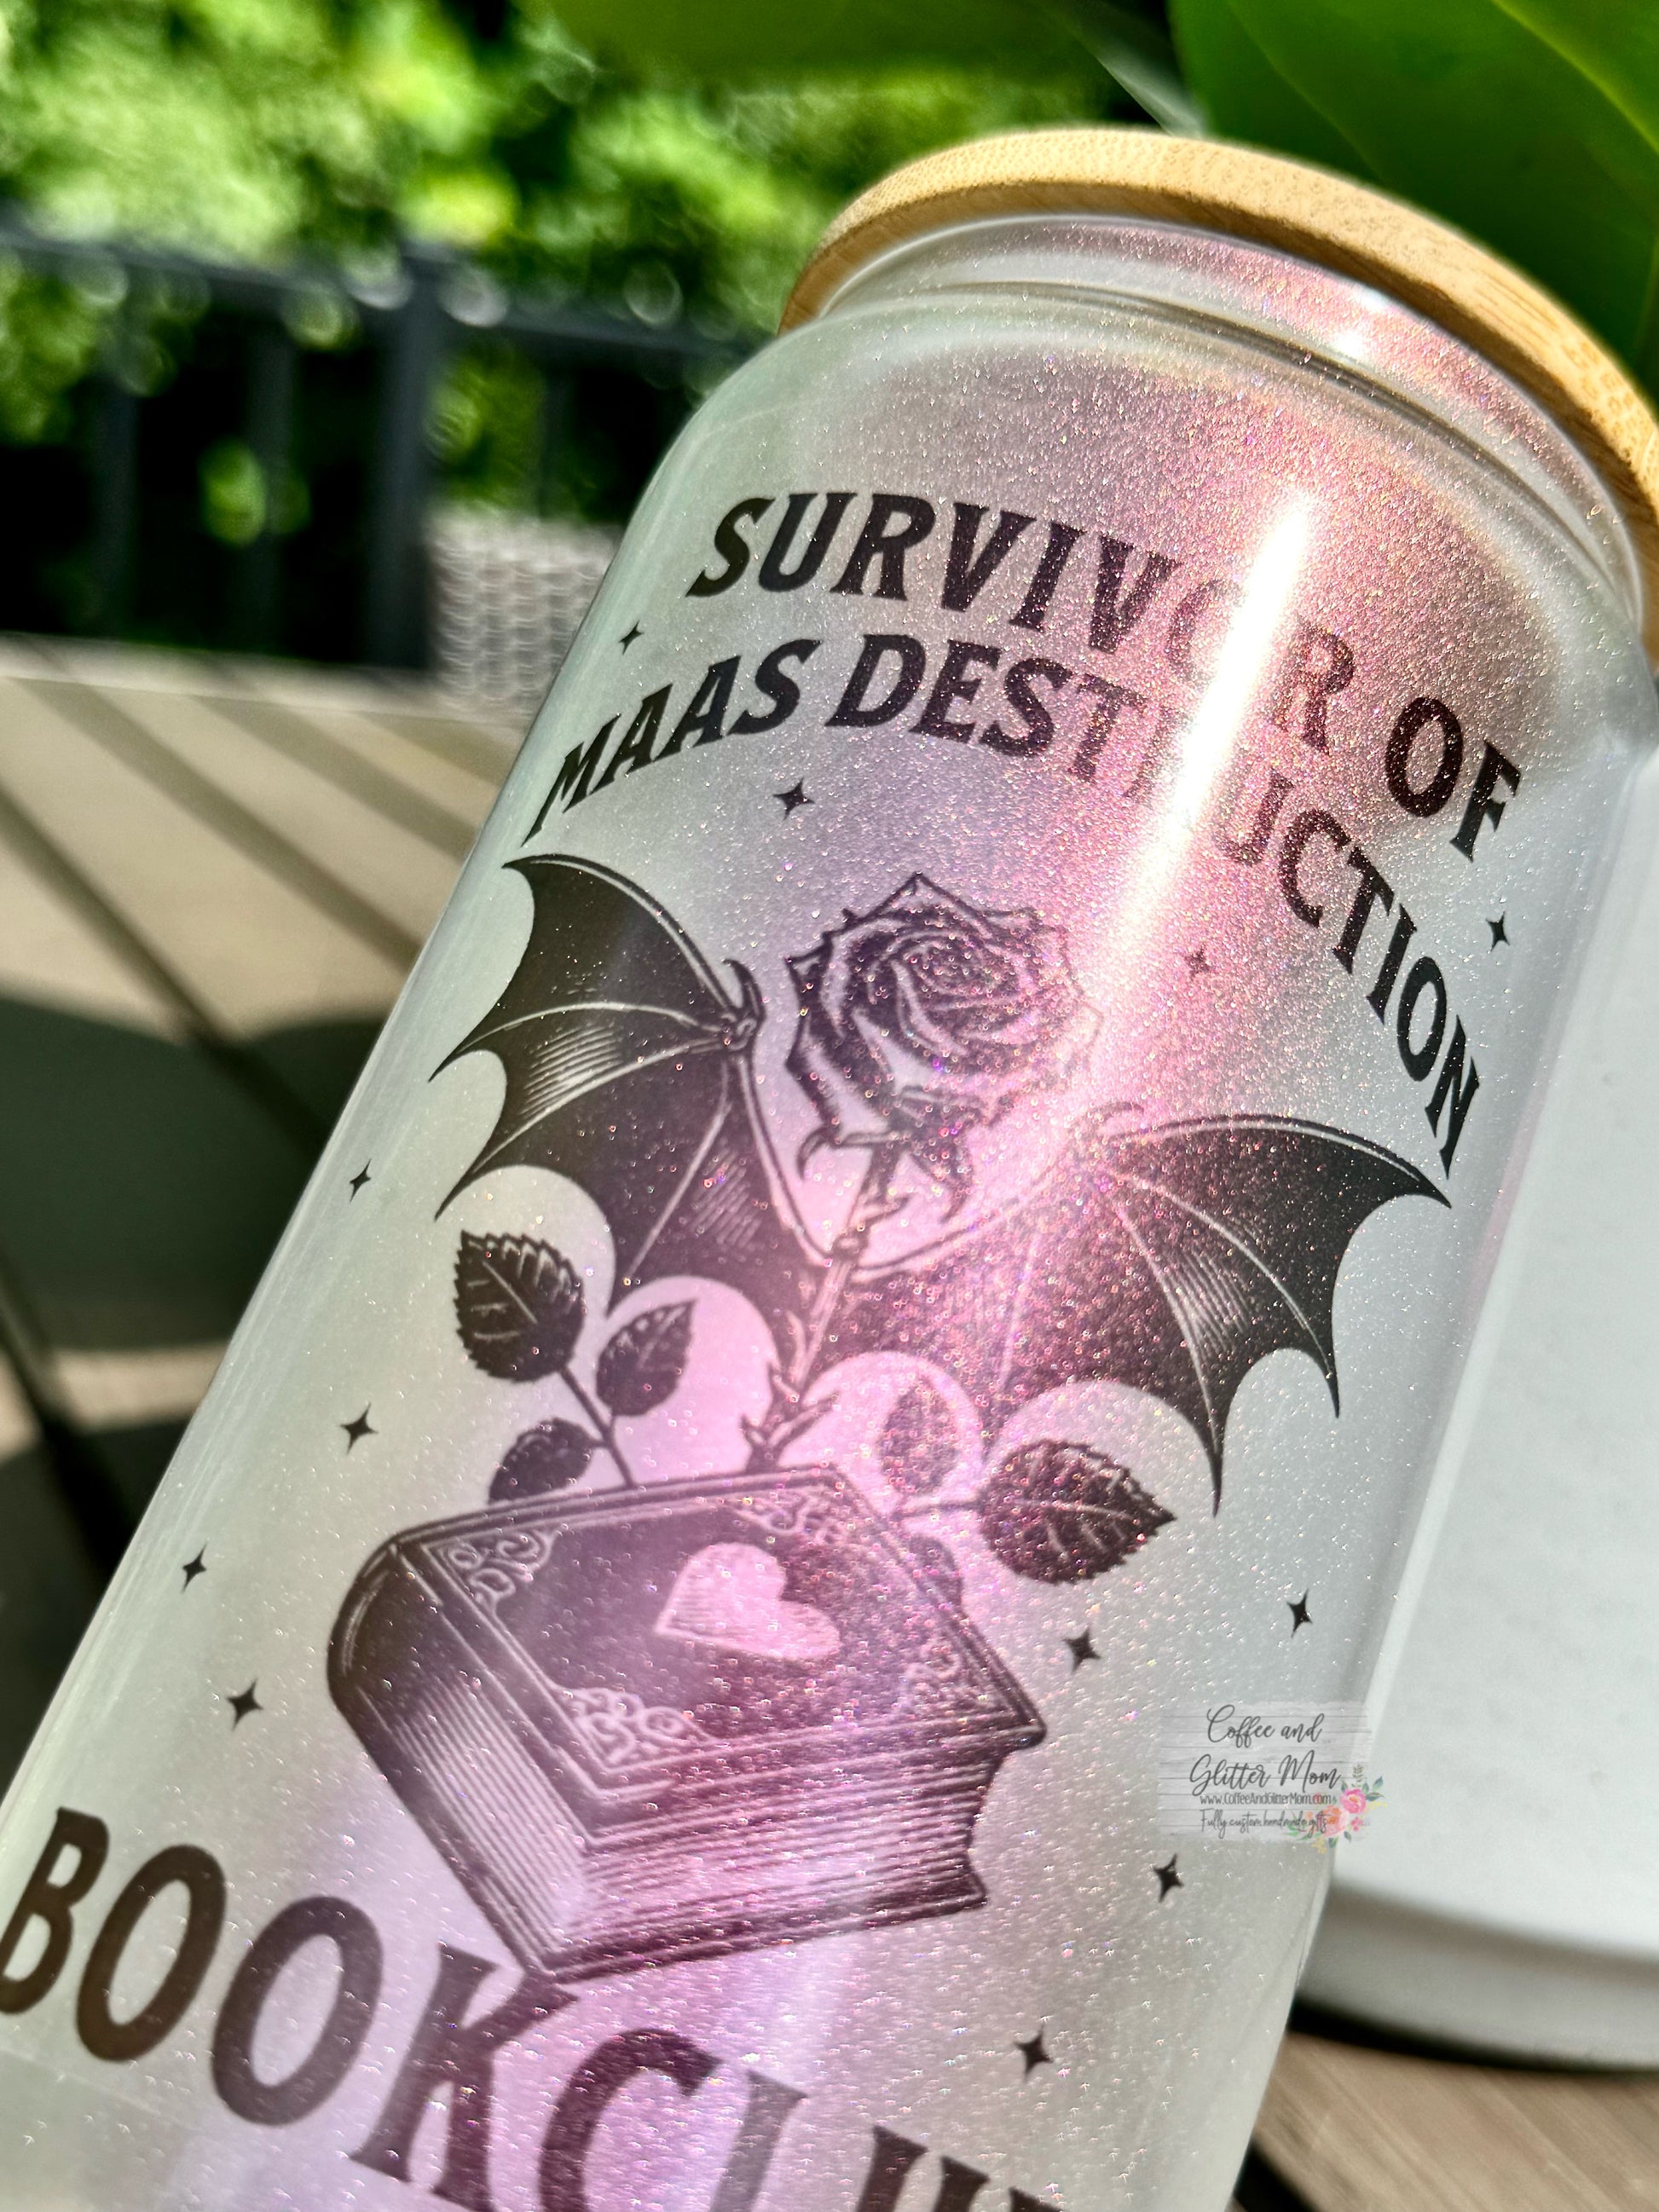 SURVIVOR OF
MAAS DESTRUCTION
BOOKCLUB
Coffee and
Glitter Mom
www.CoffeeAndGlitterMom.com
Fully custom handmade gifts